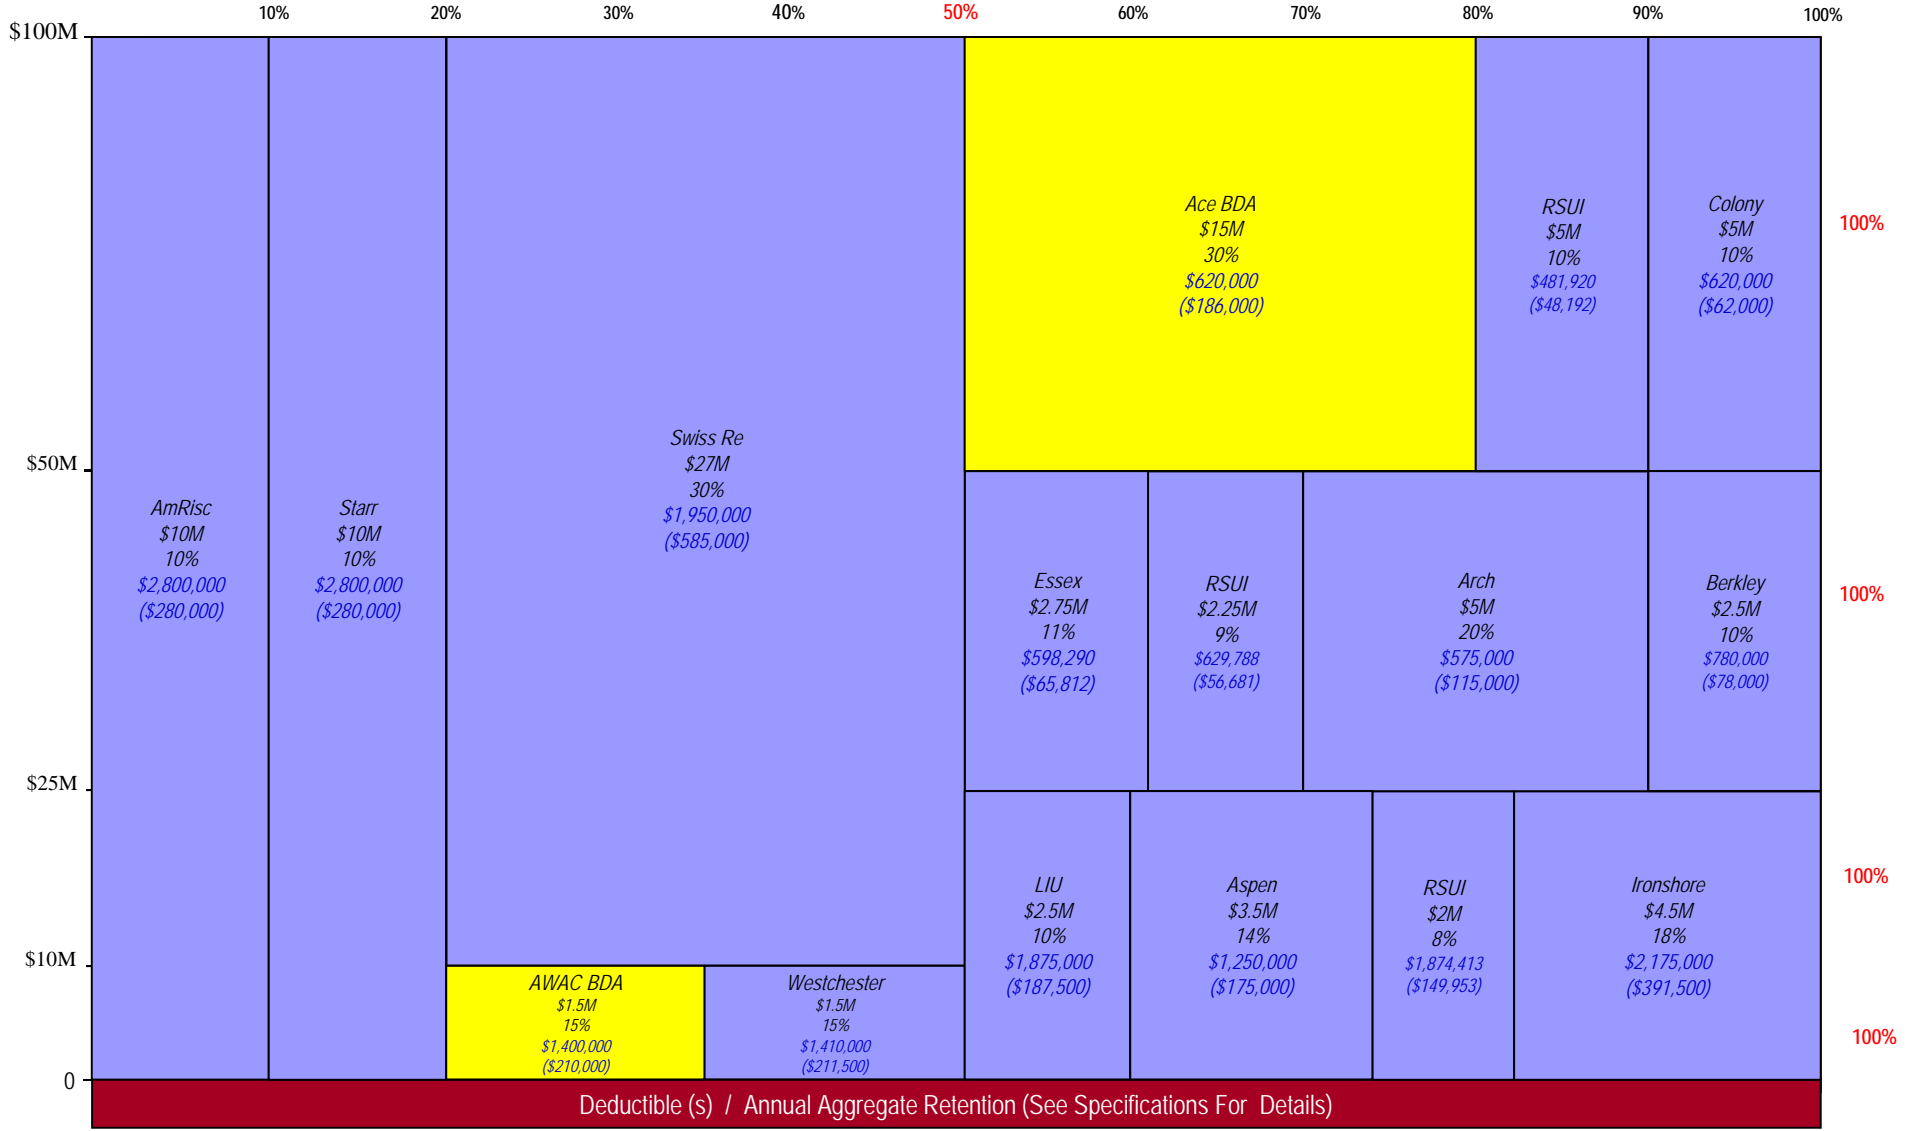 10%
20%
30%
40%
50%
60%
70%
80%
90%
100%
$100M
$50M
$25M
$10M
0
AmRisc
$10M
10%
$2,800,000
($280,000)
Starr
$10M
10%
$2,800,000
($280,000)
Swiss Re
$27M
30%
$1,950,000
($585,000)
AWAC BDA
$1.5M
15%
$1,400,000
($210,000)
Westchester
$1.5M
15%
$1,410,000
($211,500)
Ace BDA
$15M
30%
$620,000
($186,000)
RSUI
$5M
10%
$481,920
($48,192)
Colony
$5M
10%
$620,000
($62,000)
100%
Essex
$2.75M
11%
$598,290
($65,812)
RSUI
$2.25M
9%
$629,788
($56,681)
Arch
$5M
20%
$575,000
($115,000)
Berkley
$2.5M
10%
$780,000
($78,000)
100%
LIU
$2.5M
10%
$1,875,000
($187,500)
Aspen
$3.5M
14%
$1,250,000
($175,000)
RSUI
$2M
8%
$1,874,413
($149,953)
Ironshore
$4.5M
18%
$2,175,000
($391,500)
100%
100%
Deductible (s) / Annual Aggregate Retention (See Specifications For Details)